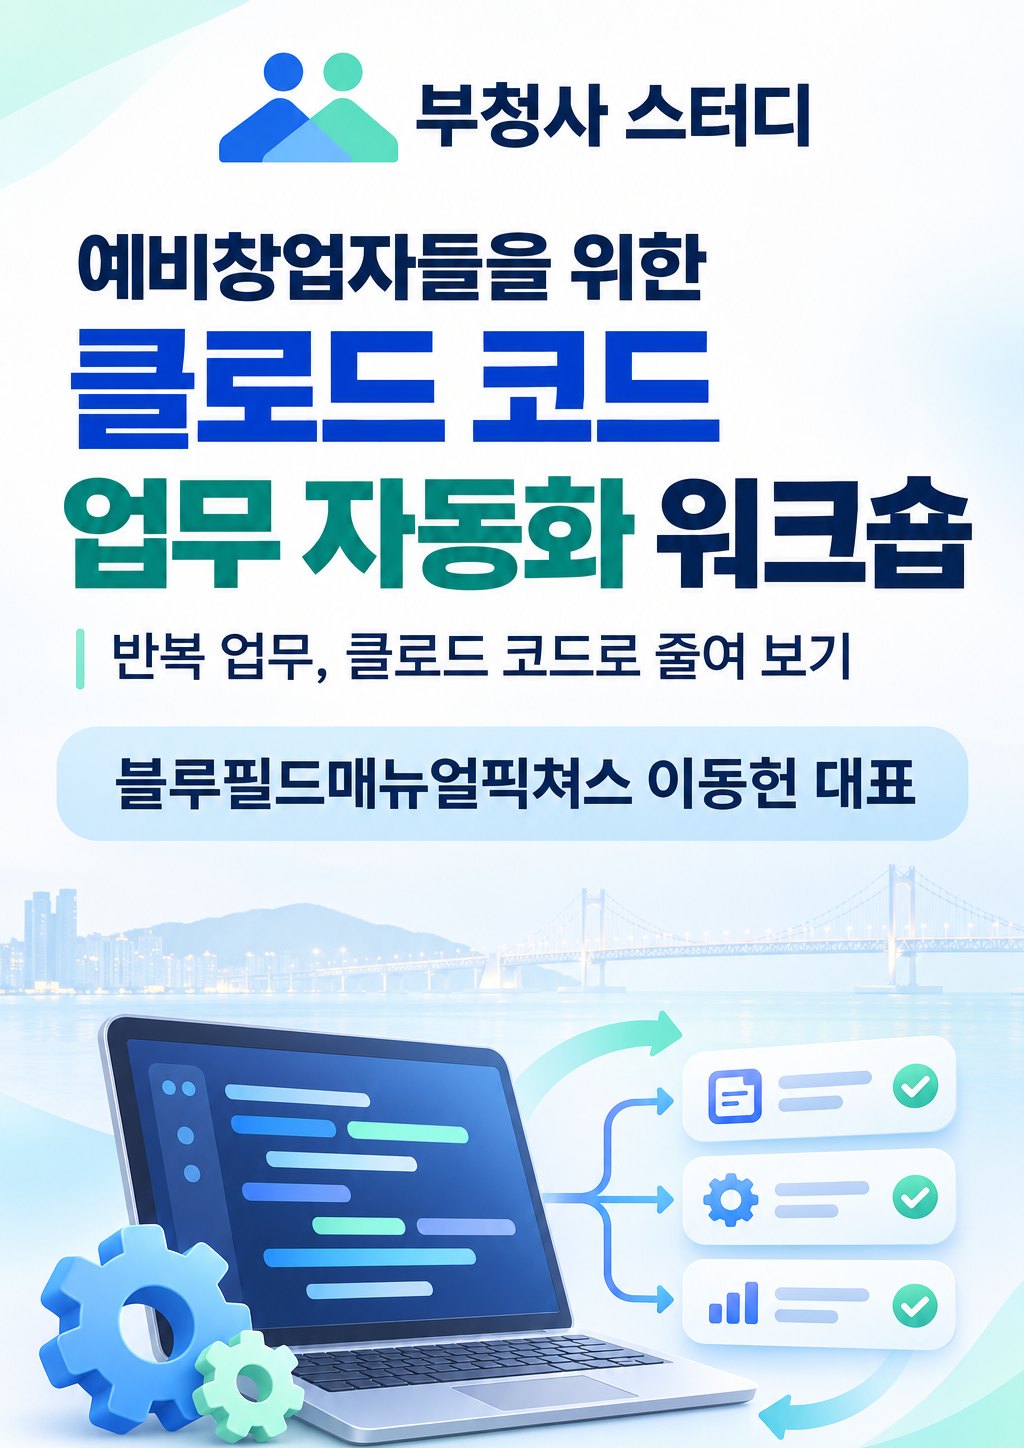 부청사 스터디
예비창업자들을 위한
클로드 코드
업무 자동화 워크숍
반복 업무, 클로드 코드로 줄여 보기
블루필드매뉴얼픽쳐스 이동헌 대표